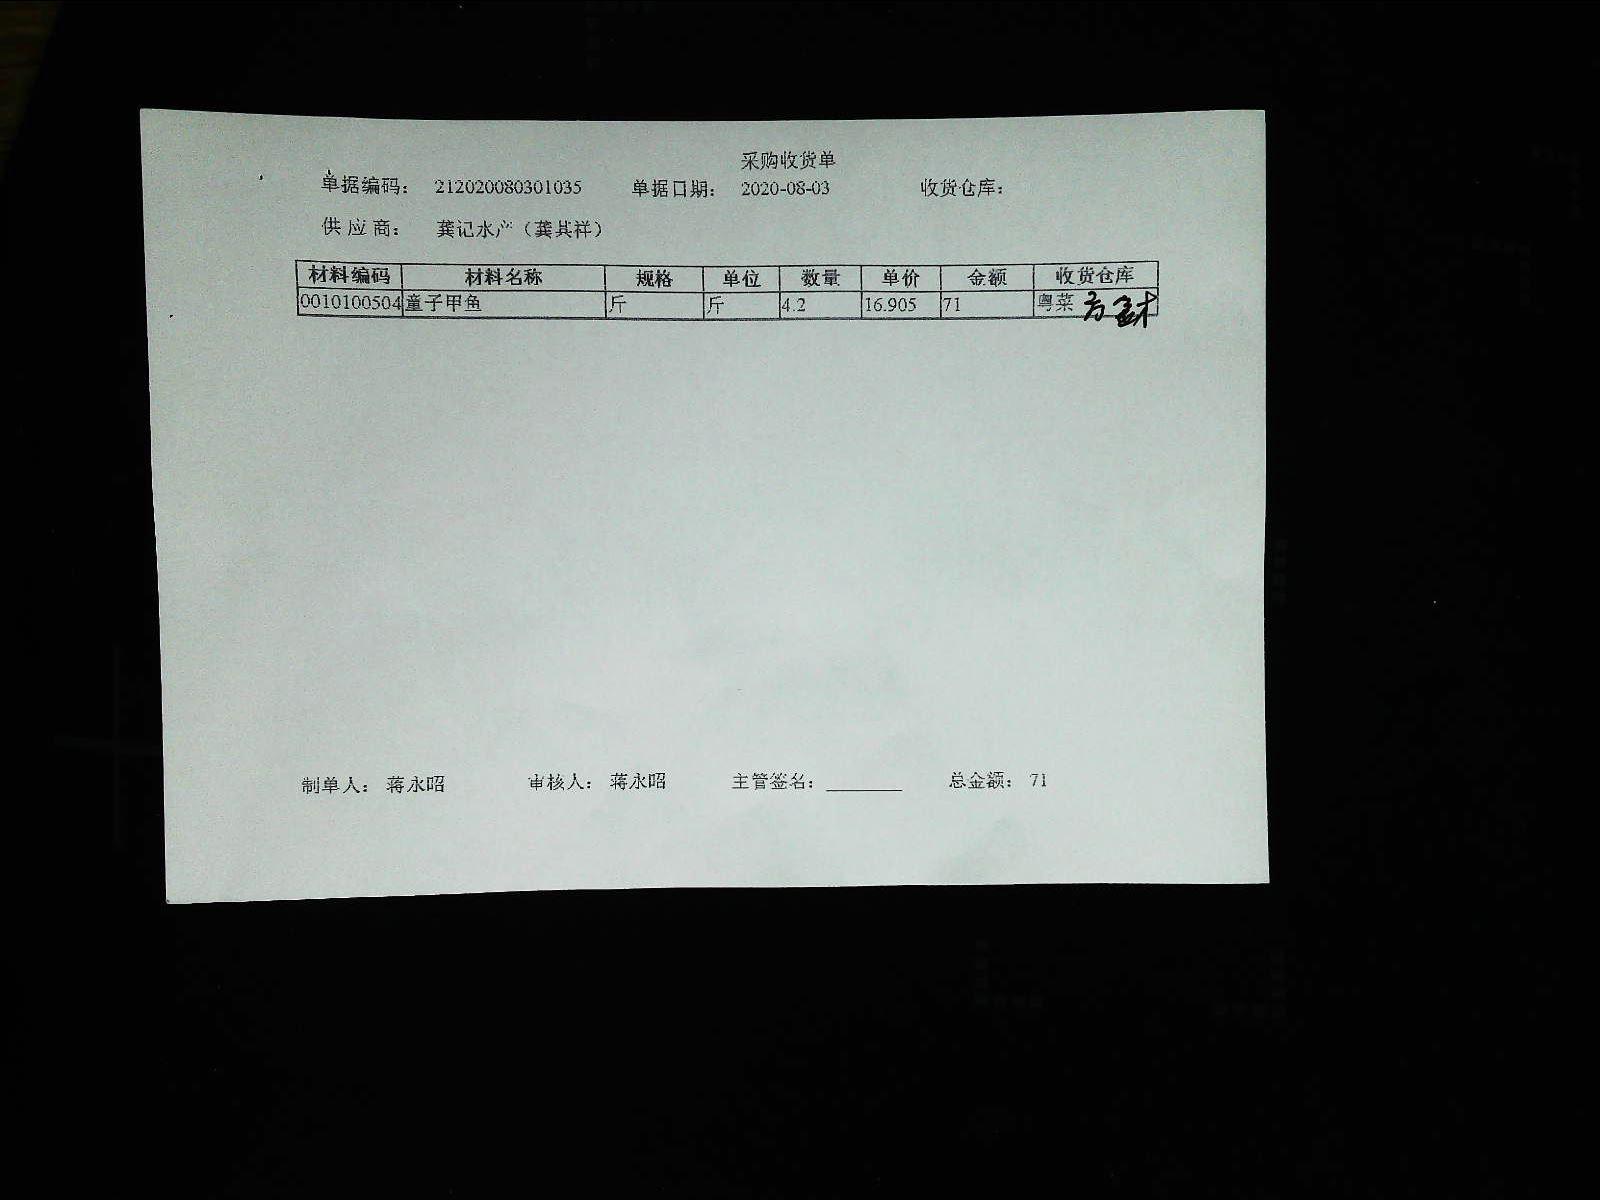 采购收货单
单据编码： 212020080301035 单据日期： 2020-08-03 收货仓库：
供 应 商： 龚记水产（龚其祥）
材料编码 材料名称 规格 单位 数量 单价 金额 收货仓库
0010100504 童子甲鱼 斤 斤 4.2 16.905 71 粤菜
制单人： 蒋永昭 审核人： 蒋永昭 主管签名： 总金额： 71